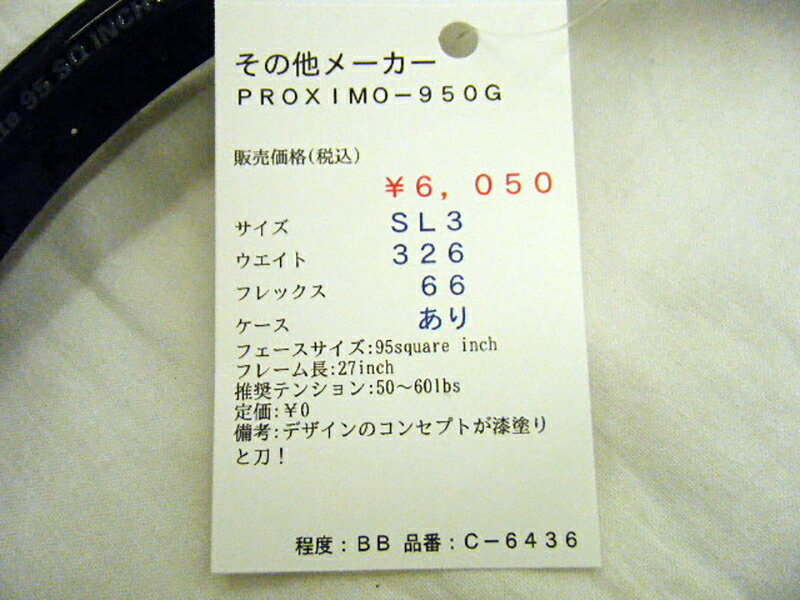 95 SQ INCH
その他メーカー
PROXIMO－950G
販売価格(税込)
￥6，050
サイズ SL3
ウエイト 326
フレックス 66
ケース あり
フェースサイズ:95square inch
フレーム長:27inch
推奨テンション:50～60lbs
定価:￥0
備考:デザインのコンセプトが漆塗り
と刀！
程度：BB 品番：C－6436